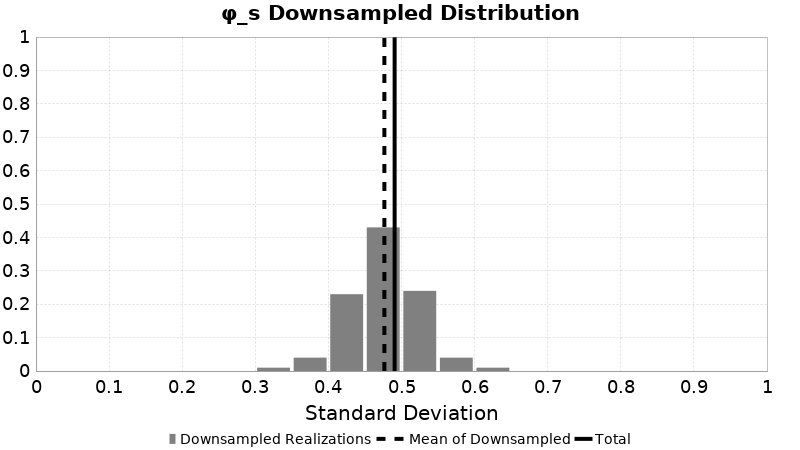 φ_s Downsampled Distribution
1
0.9
0.8
0.7
0.6
0.5
0.4
0.3
0.2
0.1
0
0 0.1 0.2 0.3 0.4 0.5 0.6 0.7 0.8 0.9 1
Standard Deviation
Downsampled Realizations Mean of Downsampled Total